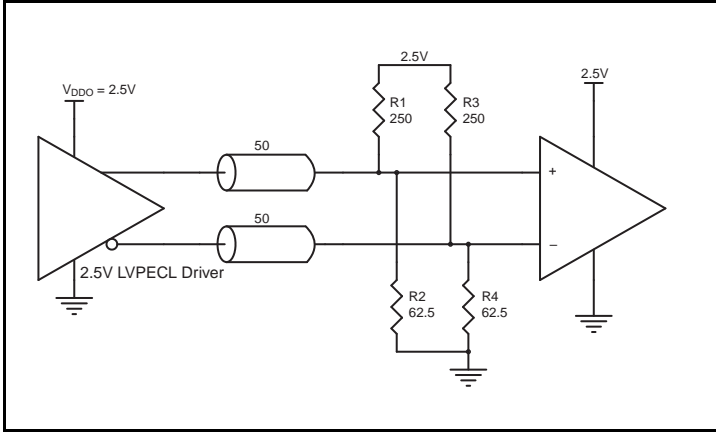 2.5V
V_DDO = 2.5V
2.5V
R1
250
R3
250
50
+
50
–
2.5V LVPECL Driver
R2
62.5
R4
62.5